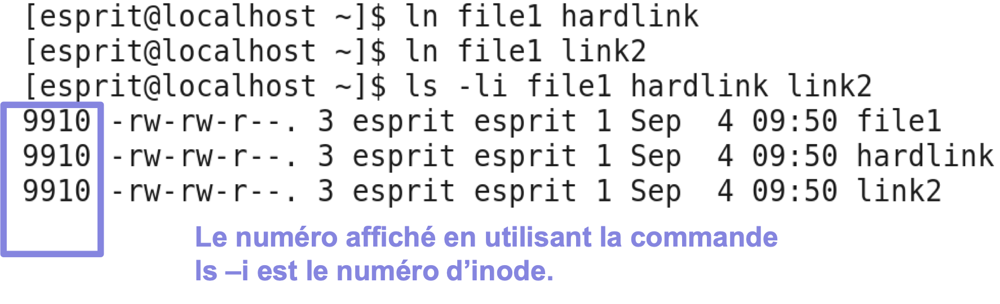 [esprit@localhost ~]$ ln file1 hardlink
[esprit@localhost ~]$ ln file1 link2
[esprit@localhost ~]$ ls -li file1 hardlink link2
9910 -rw-rw-r--. 3 esprit esprit 1 Sep  4 09:50 file1
9910 -rw-rw-r--. 3 esprit esprit 1 Sep  4 09:50 hardlink
9910 -rw-rw-r--. 3 esprit esprit 1 Sep  4 09:50 link2
Le numéro affiché en utilisant la commande
ls –i est le numéro d’inode.